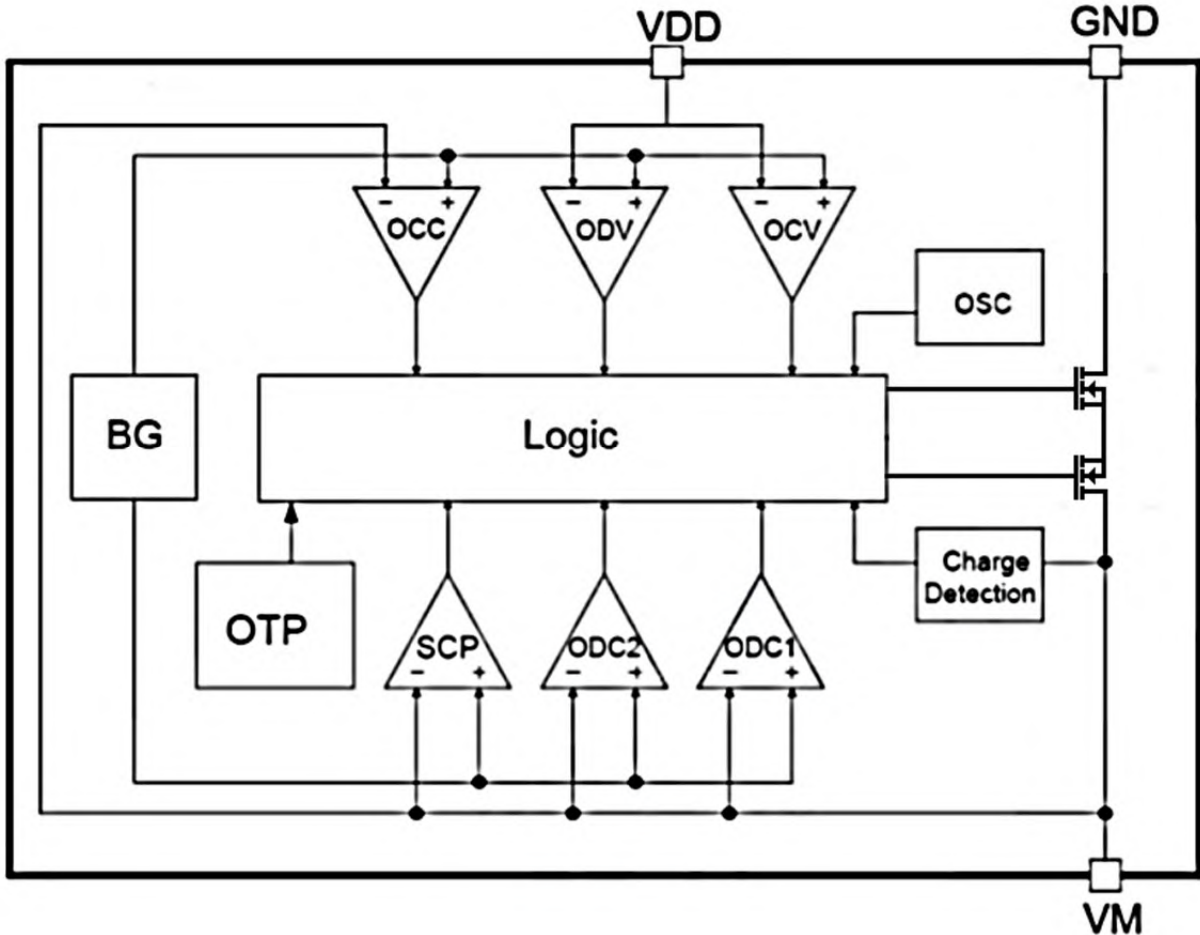 VDD
GND
- +
OCC
- +
ODV
- +
OCV
OSC
BG
Logic
Charge
Detection
OTP
SCP
- +
ODC2
- +
ODC1
- +
VM